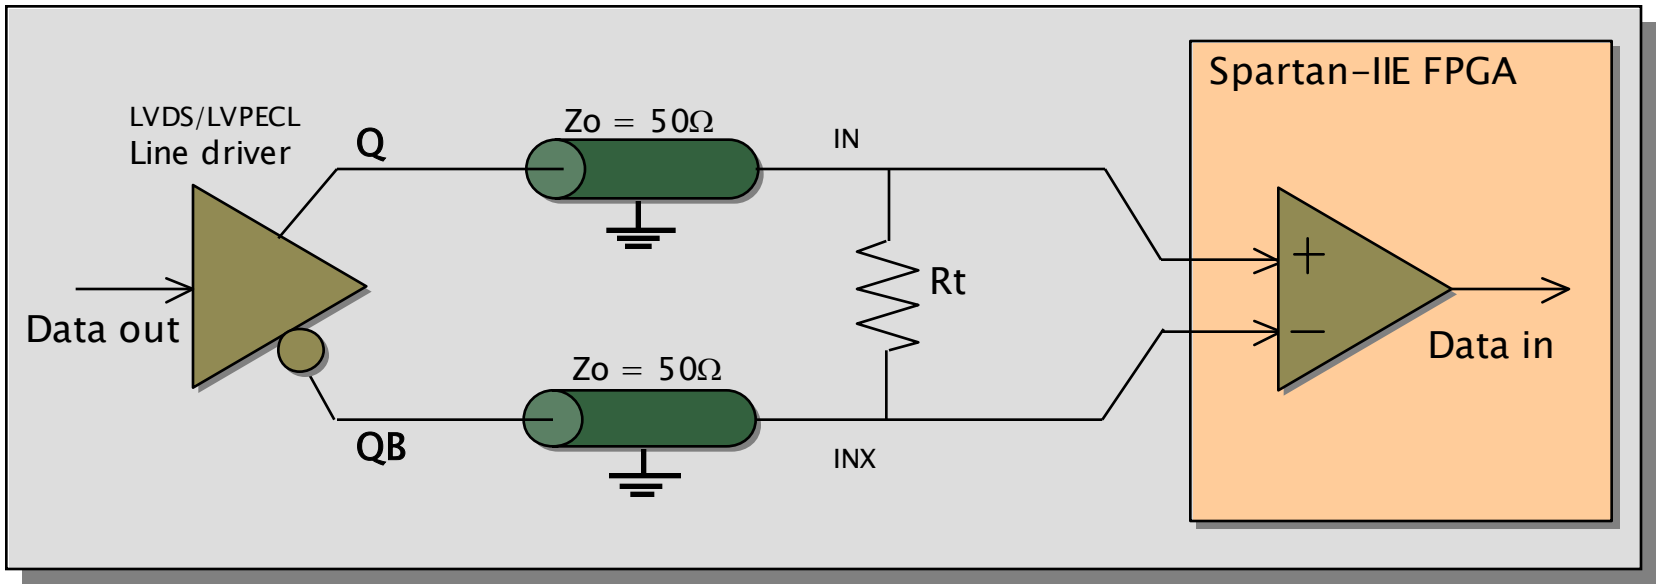 Spartan-IIE FPGA
LVDS/LVPECL
Line driver
Q
Zo = 50Ω
IN
+
Rt
Data out
−
Data in
Zo = 50Ω
QB
INX